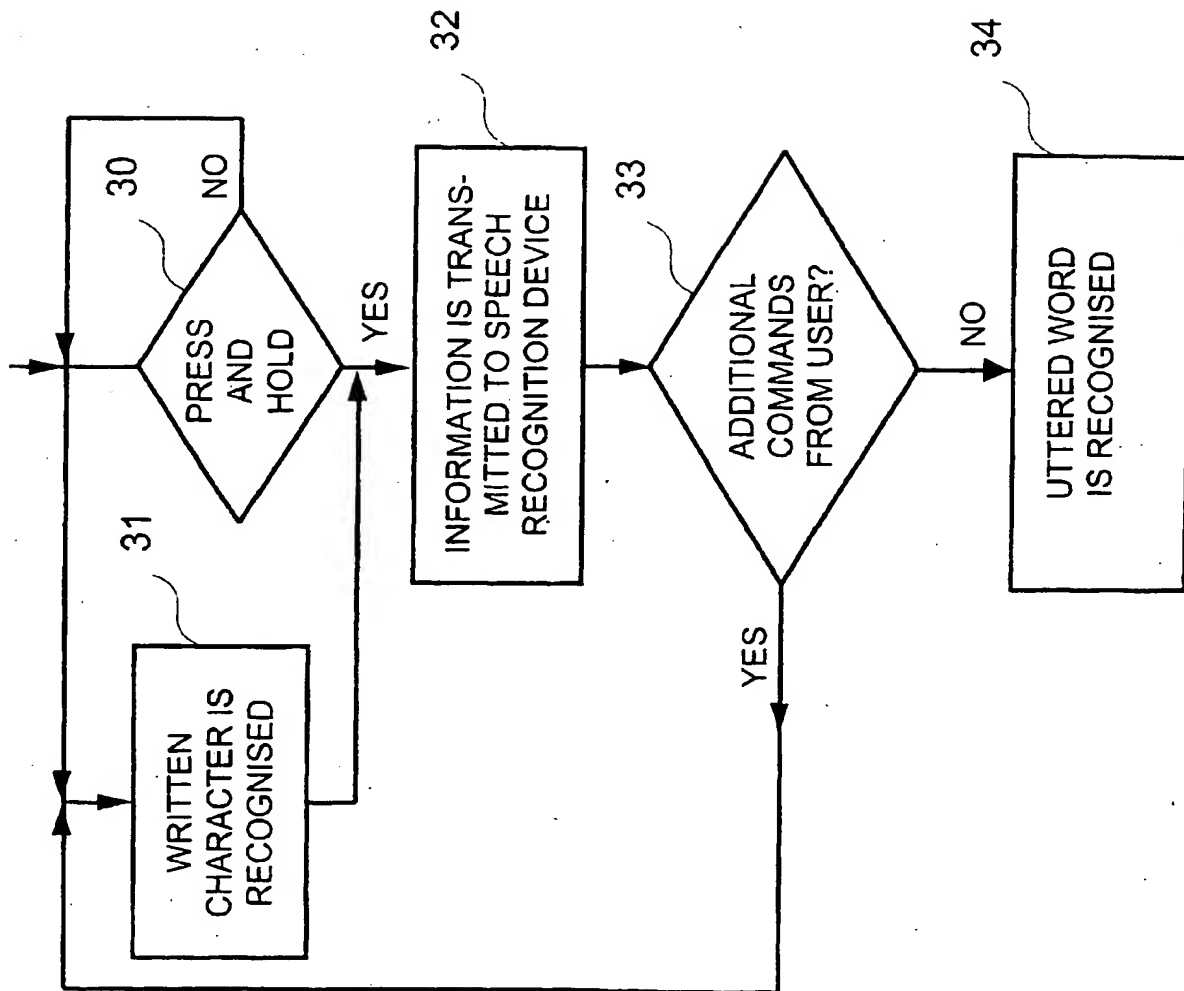 30
PRESS
AND
HOLD
NO
YES
31
WRITTEN
CHARACTER IS
RECOGNISED
32
INFORMATION IS TRANS-
MITTED TO SPEECH
RECOGNITION DEVICE
33
ADDITIONAL
COMMANDS
FROM USER?
YES
NO
34
UTTERED WORD
IS RECOGNISED